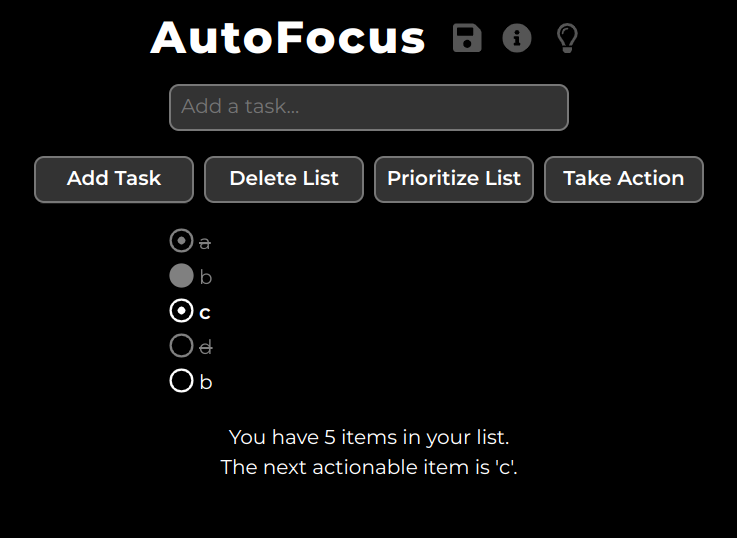 AutoFocus
Add a task...
Add Task Delete List Prioritize List Take Action
a
b
c
d
b
You have 5 items in your list.
The next actionable item is 'c'.